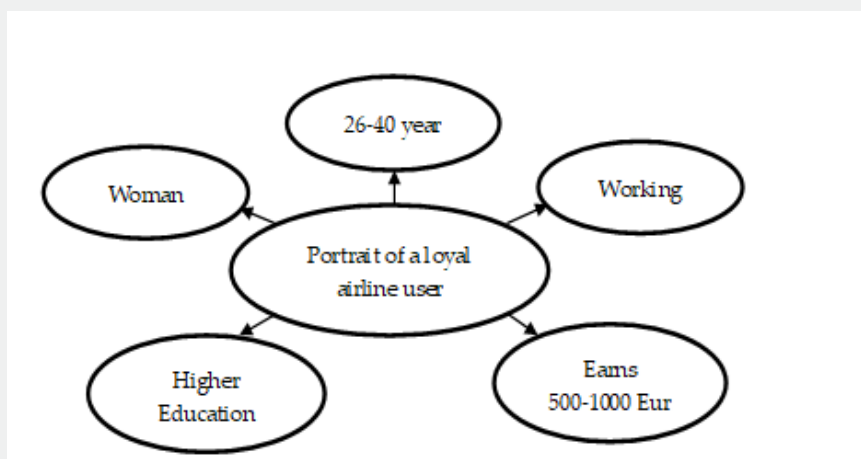 26-40 year
Woman
Working
Portrait of a loyal
airline user
Higher
Education
Earns
500-1000 Eur